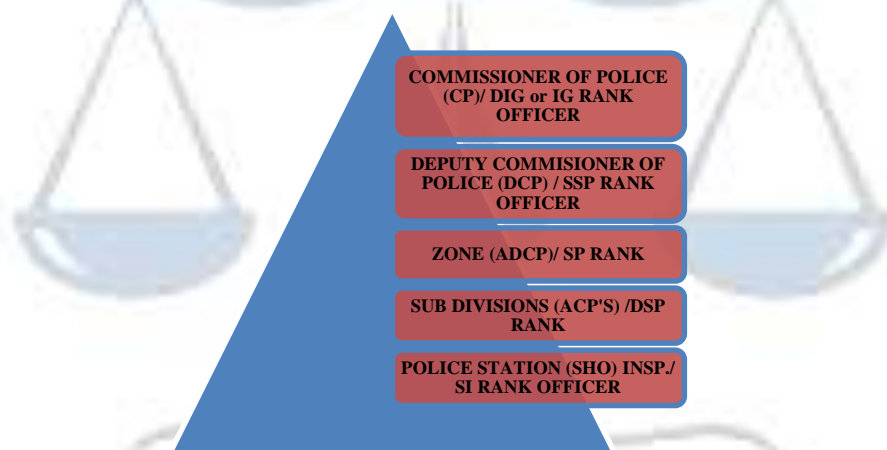 COMMISSIONER OF POLICE
(CP)/ DIG or IG RANK
OFFICER
DEPUTY COMMISIONER OF
POLICE (DCP) / SSP RANK
OFFICER
ZONE (ADCP)/ SP RANK
SUB DIVISIONS (ACP'S) /DSP
RANK
POLICE STATION (SHO) INSP./
SI RANK OFFICER